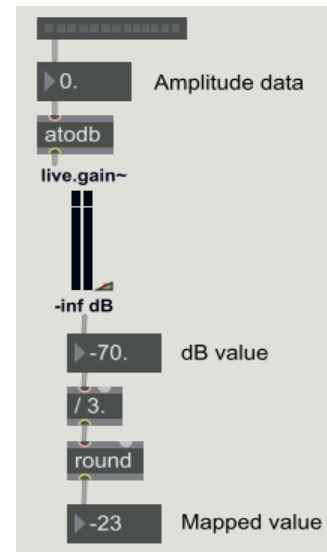 0. Amplitude data
atodb
live.gain~
-inf dB
-70. dB value
/ 3.
round
-23 Mapped value